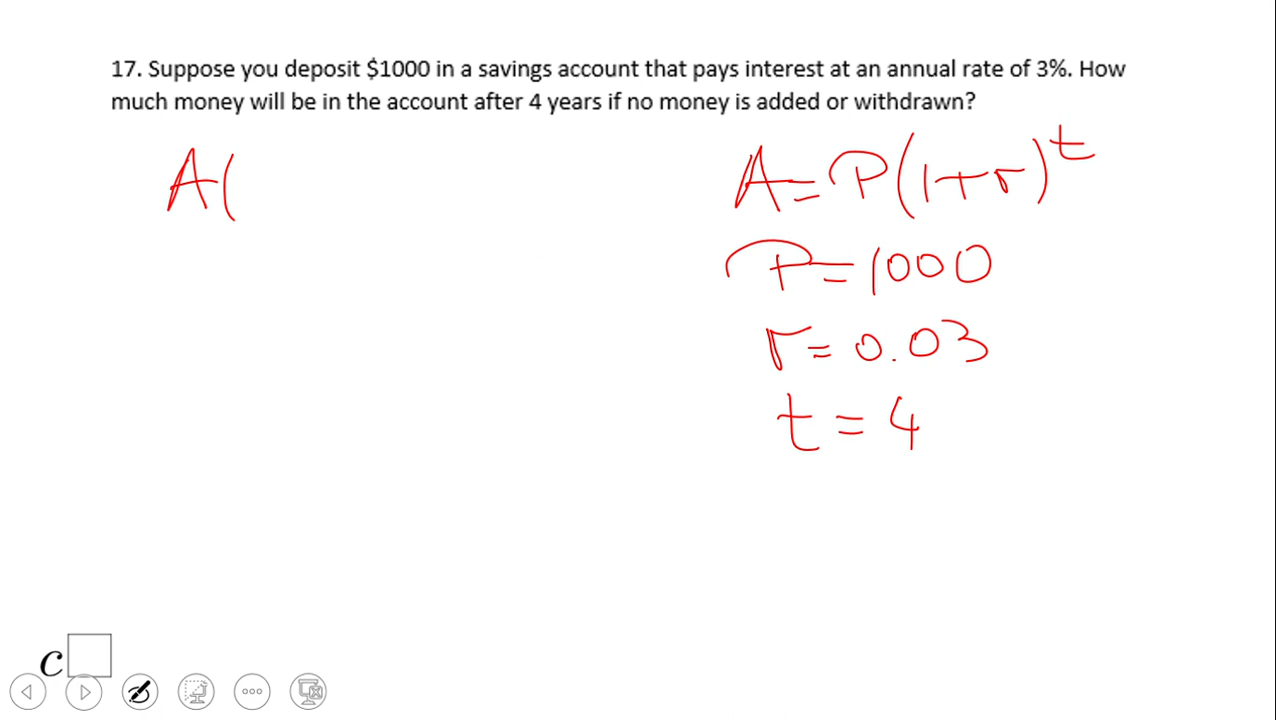 17. Suppose you deposit $1000 in a savings account that pays interest at an annual rate of 3%. How
much money will be in the account after 4 years if no money is added or withdrawn?
A(
A=P(1+r)^t
P=1000
r=0.03
t=4
c